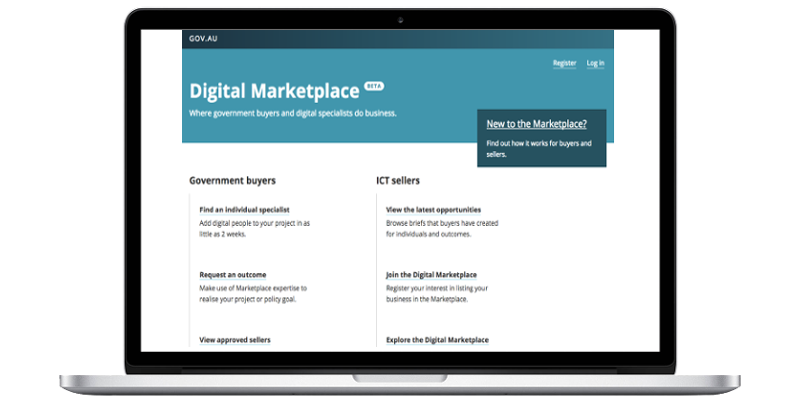 GOV.AU
Register Log in
Digital Marketplace BETA
Where government buyers and digital specialists do business.
New to the Marketplace?
Find out how it works for buyers and
sellers.
Government buyers
Find an individual specialist
Add digital people to your project in as
little as 2 weeks.
Request an outcome
Make use of Marketplace expertise to
realise your project or policy goal.
View approved sellers
ICT sellers
View the latest opportunities
Browse briefs that buyers have created
for individuals and outcomes.
Join the Digital Marketplace
Register your interest in listing your
business in the Marketplace.
Explore the Digital Marketplace